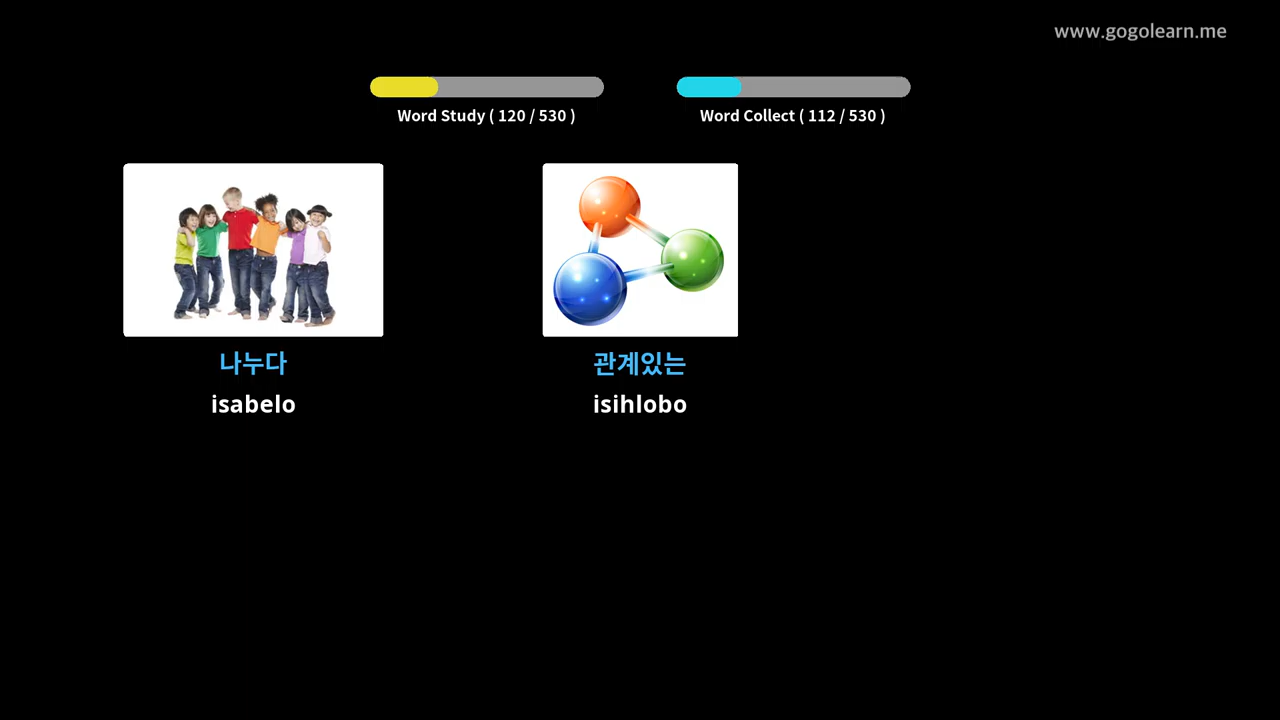 www.gogolearn.me
Word Study ( 120 / 530 )
Word Collect ( 112 / 530 )
나누다
isabelo
관계있는
isihlobo